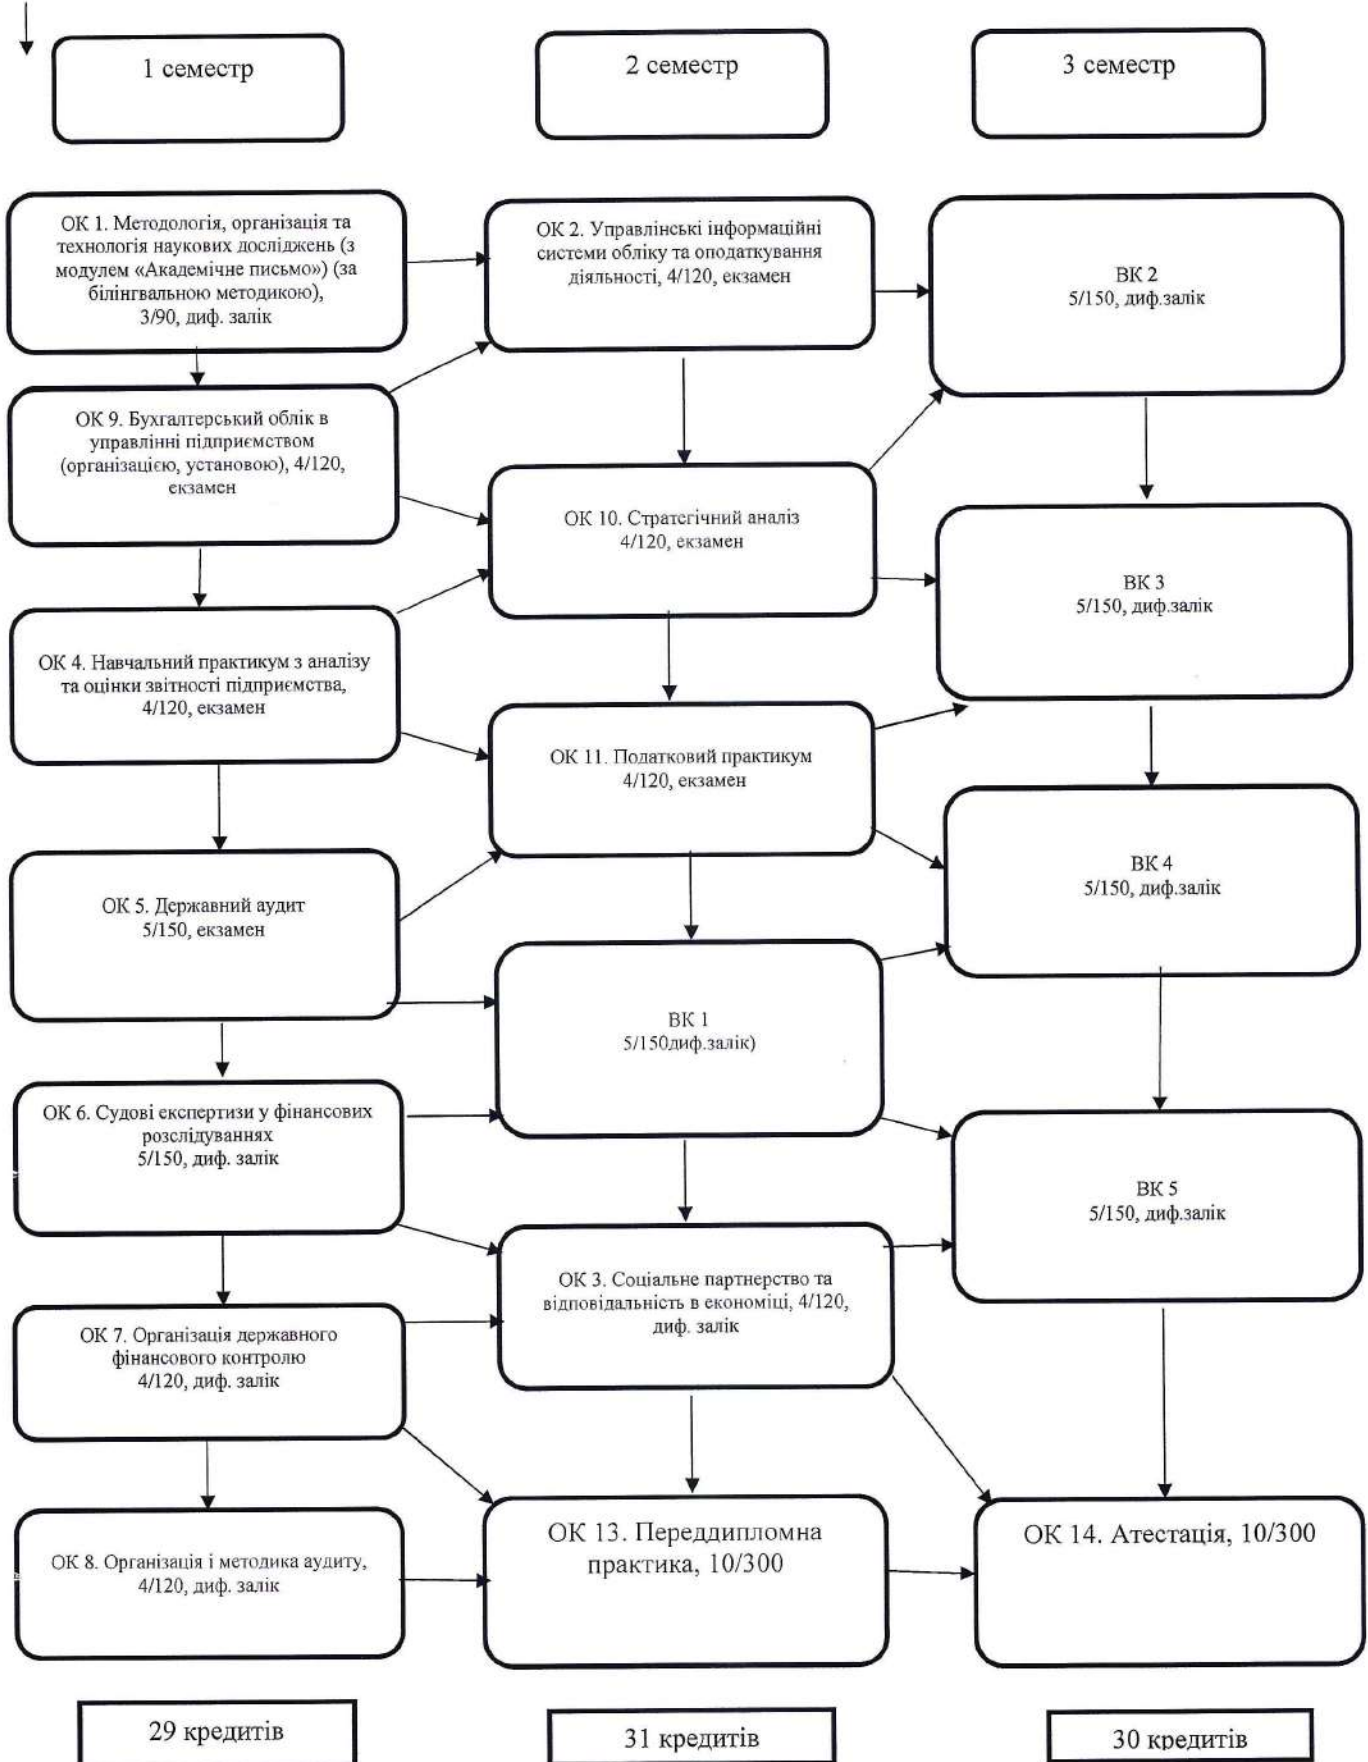 1 семестр
2 семестр
3 семестр
ОК 1. Методологія, організація та
технологія наукових досліджень (з
модулем «Академічне письмо») (за
білінгвальною методикою),
3/90, диф. залік
ОК 2. Управлінські інформаційні
системи обліку та оподаткування
діяльності, 4/120, екзамен
ВК 2
5/150, диф.залік
ОК 9. Бухгалтерський облік в
управлінні підприємством
(організацією, установою), 4/120,
екзамен
ОК 10. Стратегічний аналіз
4/120, екзамен
ВК 3
5/150, диф.залік
ОК 4. Навчальний практикум з аналізу
та оцінки звітності підприємства,
4/120, екзамен
ОК 11. Податковий практикум
4/120, екзамен
ВК 4
5/150, диф.залік
ОК 5. Державний аудит
5/150, екзамен
ВК 1
5/150диф.залік)
ОК 6. Судові експертизи у фінансових
розслідуваннях
5/150, диф. залік
ВК 5
5/150, диф.залік
ОК 3. Соціальне партнерство та
відповідальність в економіці, 4/120,
диф. залік
ОК 7. Організація державного
фінансового контролю
4/120, диф. залік
ОК 8. Організація і методика аудиту,
4/120, диф. залік
ОК 13. Переддипломна
практика, 10/300
ОК 14. Атестація, 10/300
29 кредитів
31 кредитів
30 кредитів